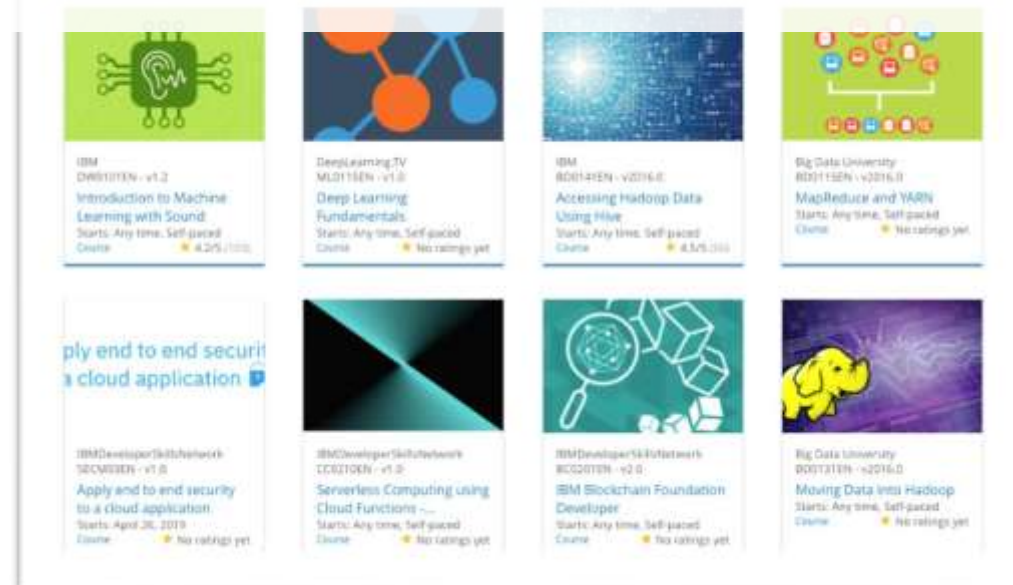 IBM
DW0101EN - v1.2
Introduction to Machine
Learning with Sound
Starts: Any time, Self-paced
Course
4.2/5
DeepLearning.TV
ML0115EN - v1.0
Deep Learning
Fundamentals
Starts: Any time, Self-paced
Course
No ratings yet
IBM
BD0141EN - v2016.0
Accessing Hadoop Data
Using Hive
Starts: Any time, Self-paced
Course
4.5/5
Big Data University
BD0115EN - v2016.0
MapReduce and YARN
Starts: Any time, Self-paced
Course
No ratings yet
ply end to end securit
a cloud application
IBMDeveloperSkillsNetwork
v1.0
Apply end to end security
to a cloud application
Starts: April 26, 2019
Course
No ratings yet
IBMDeveloperSkillsNetwork
CC0210EN - v1.0
Serverless Computing using
Cloud Functions -...
Starts: Any time, Self-paced
Course
No ratings yet
IBMDeveloperSkillsNetwork
BC0201EN - v2.0
IBM Blockchain Foundation
Developer
Starts: Any time, Self-paced
Course
No ratings yet
Big Data University
BD0131EN - v2016.0
Moving Data into Hadoop
Starts: Any time, Self-paced
Course
No ratings yet